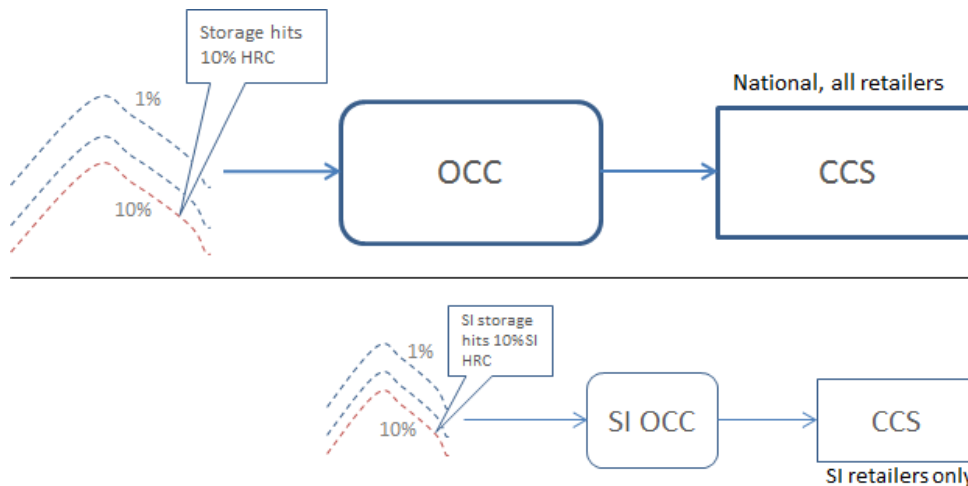 Storage hits
10% HRC
National, all retailers
1%
OCC
CCS
10%
SI storage
hits 10%SI
HRC
1%
10%
SI OCC
CCS
SI retailers only